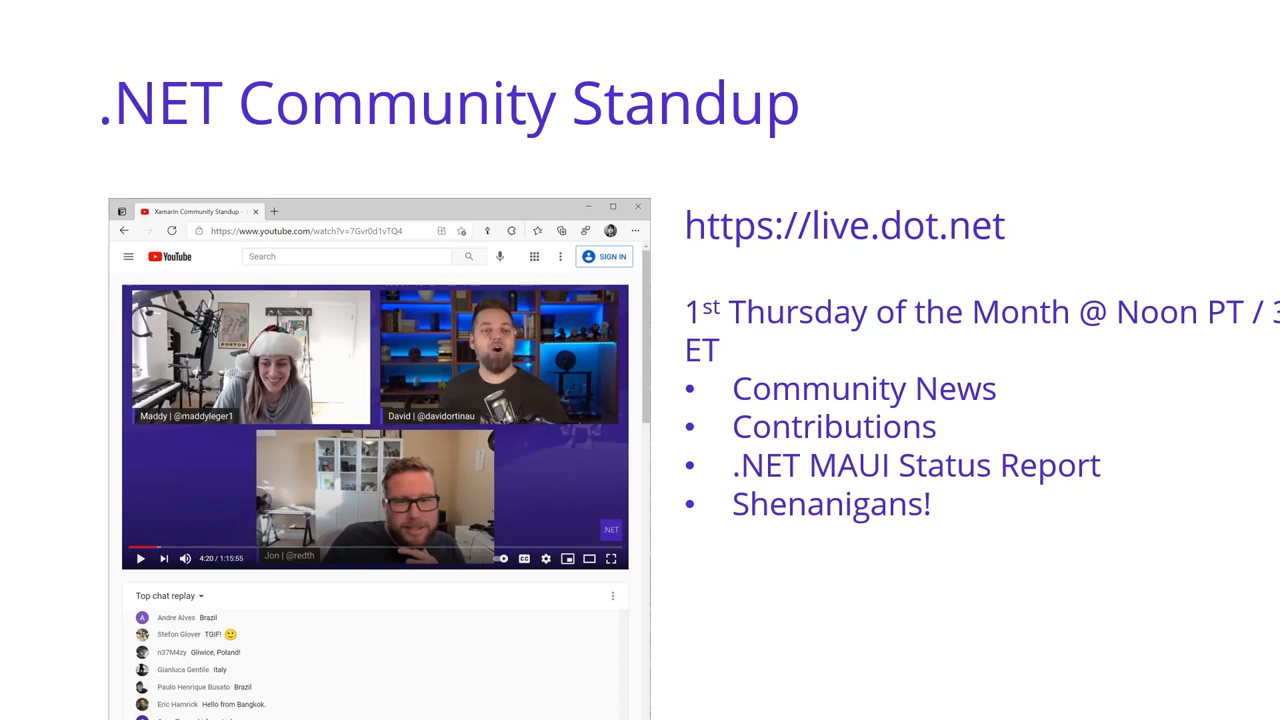 .NET Community Standup
Xamarin Community Standup -
https://www.youtube.com/watch?v=7Gvr0d1vTQ4
YouTube
Search
SIGN IN
Maddy | @maddyleger1
David | @davidortinau
.NET
Jon | @redth
4:20 / 1:15:55
Top chat replay
A
Andre Alves Brazil
Stefon Glover TGIF! 🙂
n37M4zy Gliwice, Poland!
Gianluca Gentile Italy
Paulo Henrique Busato Brazil
Eric Hamrick Hello from Bangkok.
https://live.dot.net
1st Thursday of the Month @ Noon PT / 3
ET
• Community News
• Contributions
• .NET MAUI Status Report
• Shenanigans!